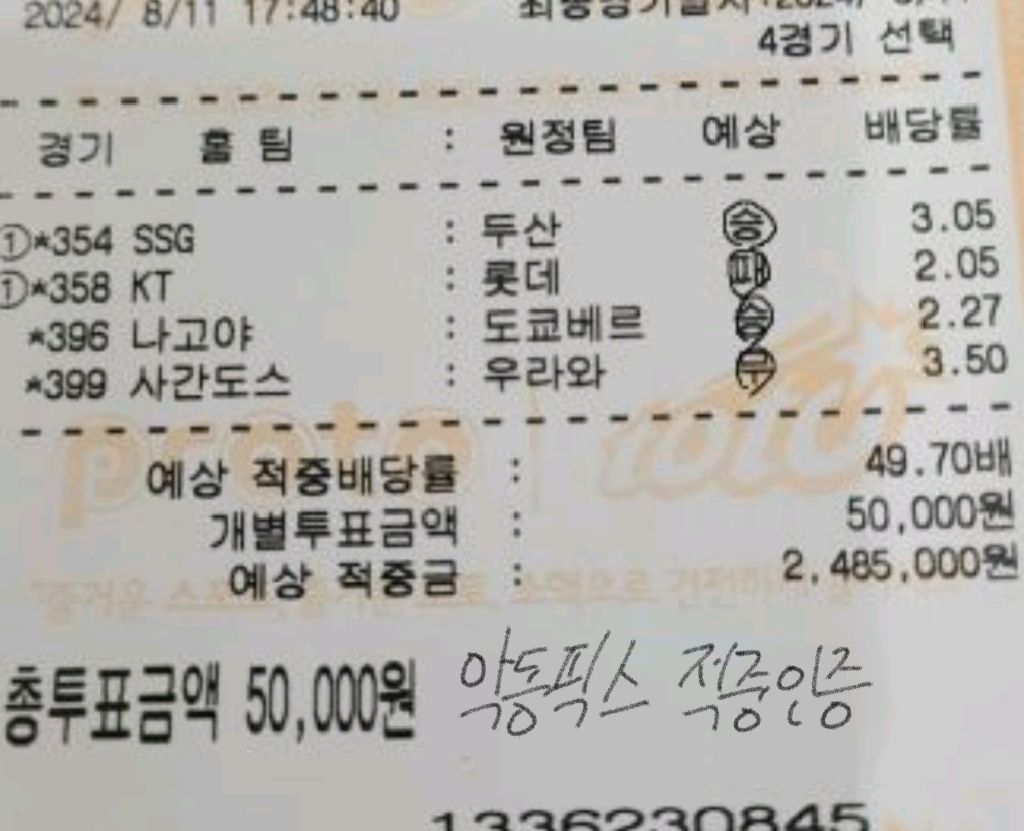 2024/ 8/11 17:48:40
4경기 선택
경기 홈 팀 : 원정팀 예상 배당률
①*354 SSG : 두산 승 3.05
①*358 KT : 롯데 패 2.05
*396 나고야 : 도쿄베르 승 2.27
*399 사간도스 : 우라와 무 3.50
proto totо
예상 적중배당률 : 49.70배
개별투표금액 : 50,000원
예상 적중금 : 2,485,000원
총투표금액 50,000원 악동픽스 적중인증
1336230845